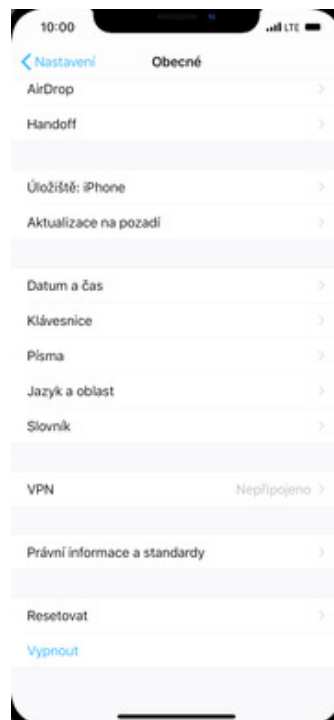 10:00
LTE
Nastavení
Obecné
AirDrop
Handoff
Úložiště: iPhone
Aktualizace na pozadí
Datum a čas
Klávesnice
Písma
Jazyk a oblast
Slovník
VPN Nepřipojeno
Právní informace a standardy
Resetovat
Vypnout